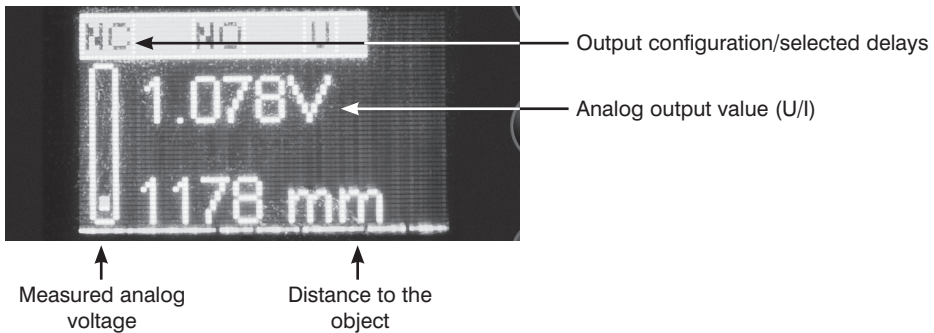 NC NO U
Output configuration/selected delays
1.078V
Analog output value (U/I)
1178 mm
Measured analog
voltage
Distance to the
object